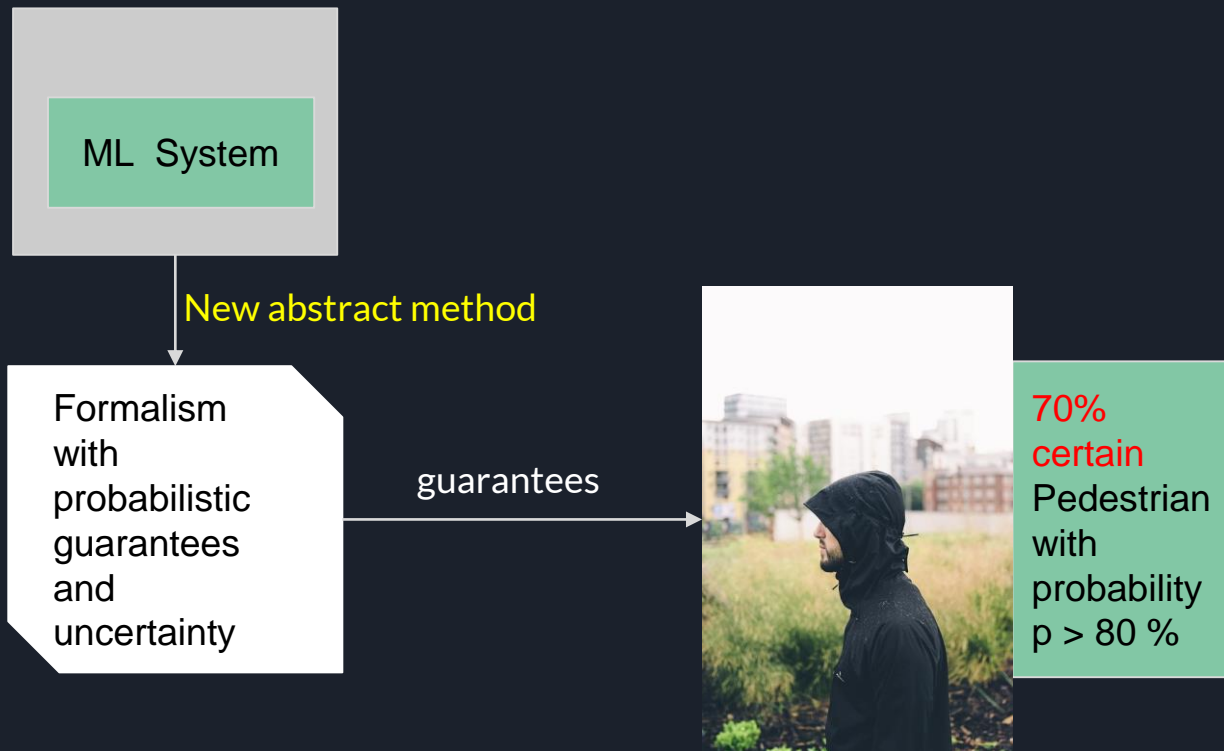 ML System
New abstract method
Formalism
with
probabilistic
guarantees
and
uncertainty
guarantees
70%
certain
Pedestrian
with
probability
p > 80 %